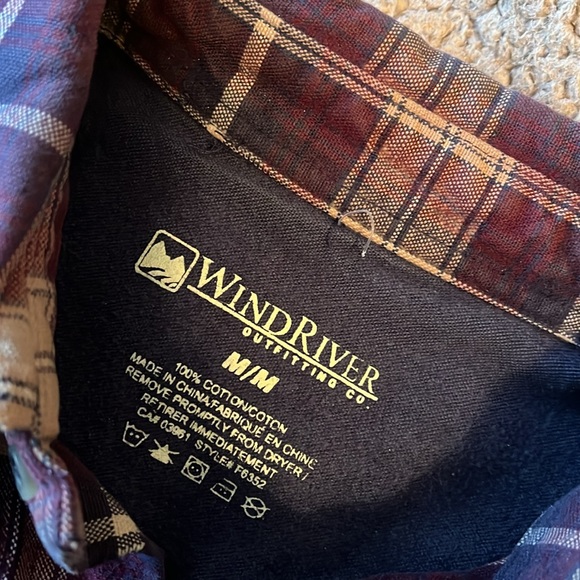 WINDRIVER
OUTFITTING CO.
M/M
100% COTTON/COTON
MADE IN CHINA/FABRIQUÉ EN CHINE
REMOVE PROMPTLY FROM DRYER /
RETIRER IMMEDIATEMENT
CA# 03961 STYLE# F6352